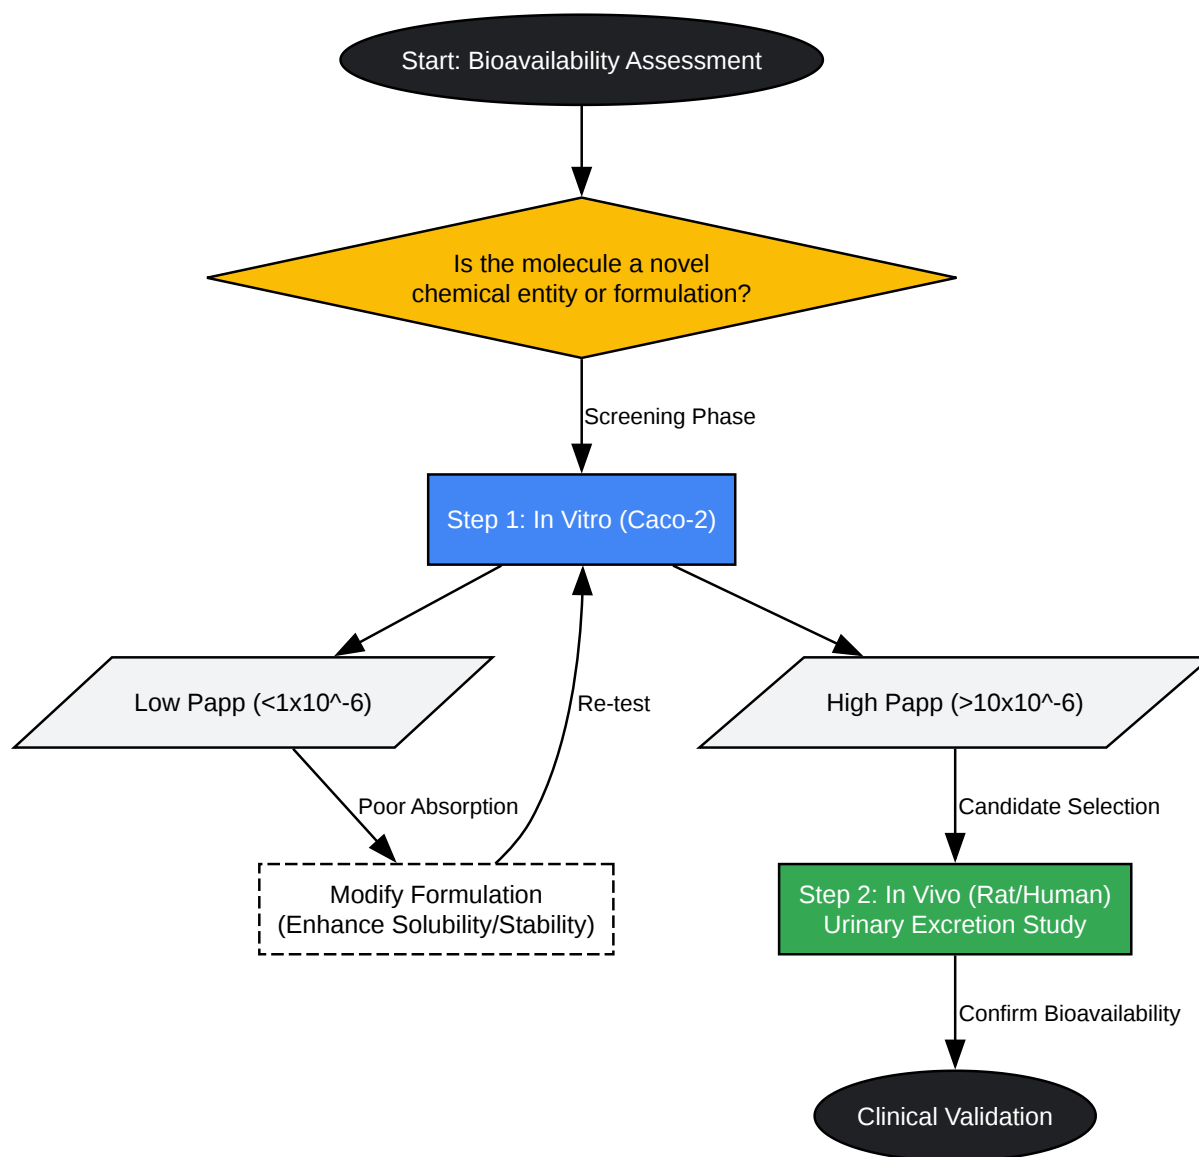 Start: Bioavailability Assessment
Is the molecule a novel
chemical entity or formulation?
Screening Phase
Step 1: In Vitro (Caco-2)
Low Papp (<1x10^-6)
Re-test
High Papp (>10x10^-6)
Poor Absorption
Candidate Selection
Modify Formulation
(Enhance Solubility/Stability)
Step 2: In Vivo (Rat/Human)
Urinary Excretion Study
Confirm Bioavailability
Clinical Validation